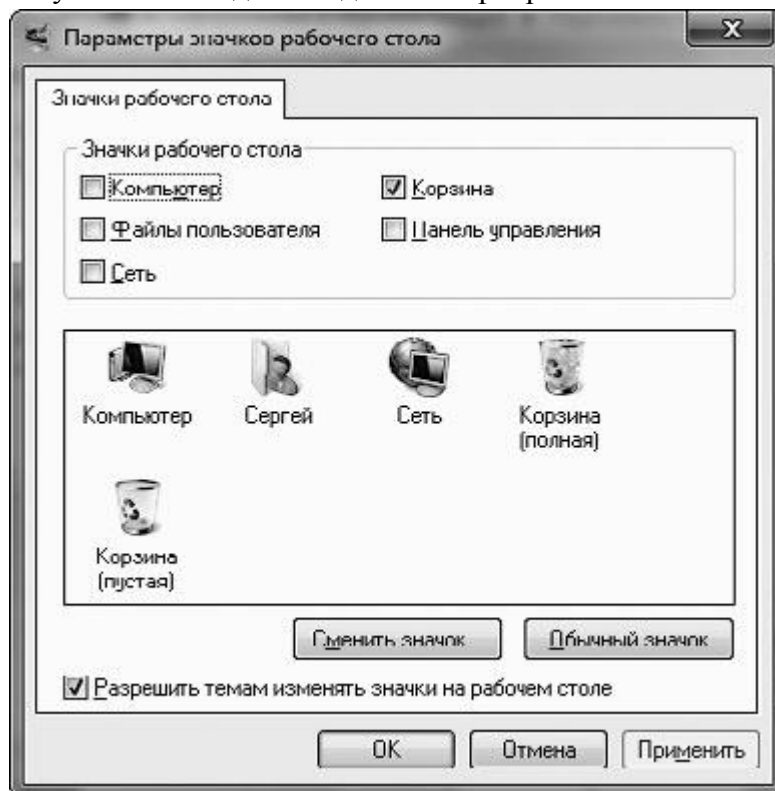 Параметры значков рабочего стола
Значки рабочего стола
Значки рабочего стола
Компьютер
Корзина
Файлы пользователя
Панель управления
Сеть
Компьютер
Сергей
Сеть
Корзина
(полная)
Корзина
(пустая)
Сменить значок
Обычный значок
Разрешить темам изменять значки на рабочем столе
OK
Отмена
Применить